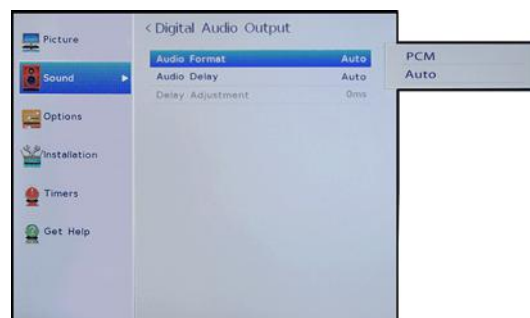 Picture
Sound
Options
Installation
Timers
Get Help
< Digital Audio Output
Audio Format Auto
Audio Delay Auto
Delay Adjustment 0ms
PCM
Auto